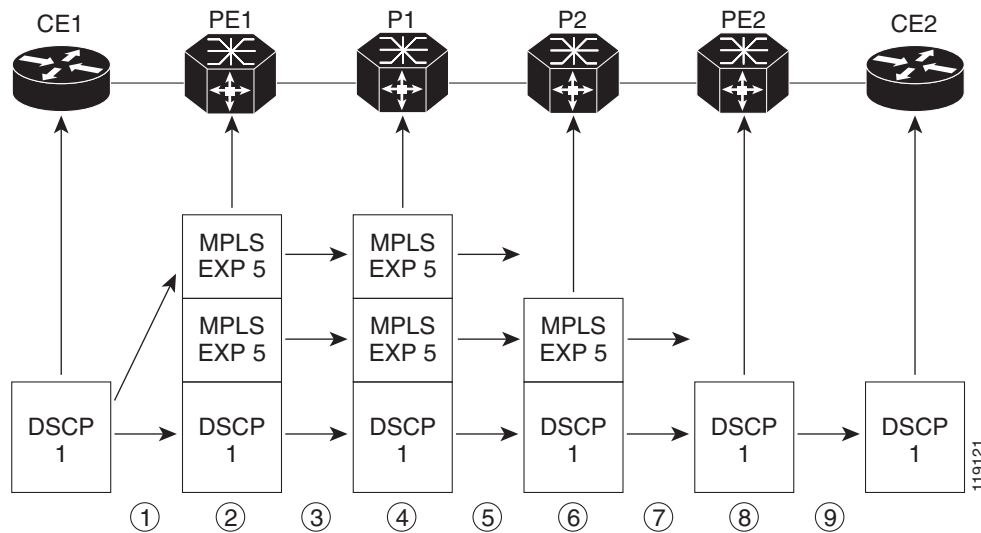 CE1 PE1 P1 P2 PE2 CE2
MPLS
EXP 5
MPLS
EXP 5
MPLS
EXP 5
MPLS
EXP 5
MPLS
EXP 5
DSCP
1
DSCP
1
DSCP
1
DSCP
1
DSCP
1
DSCP
1
119121
1 2 3 4 5 6 7 8 9